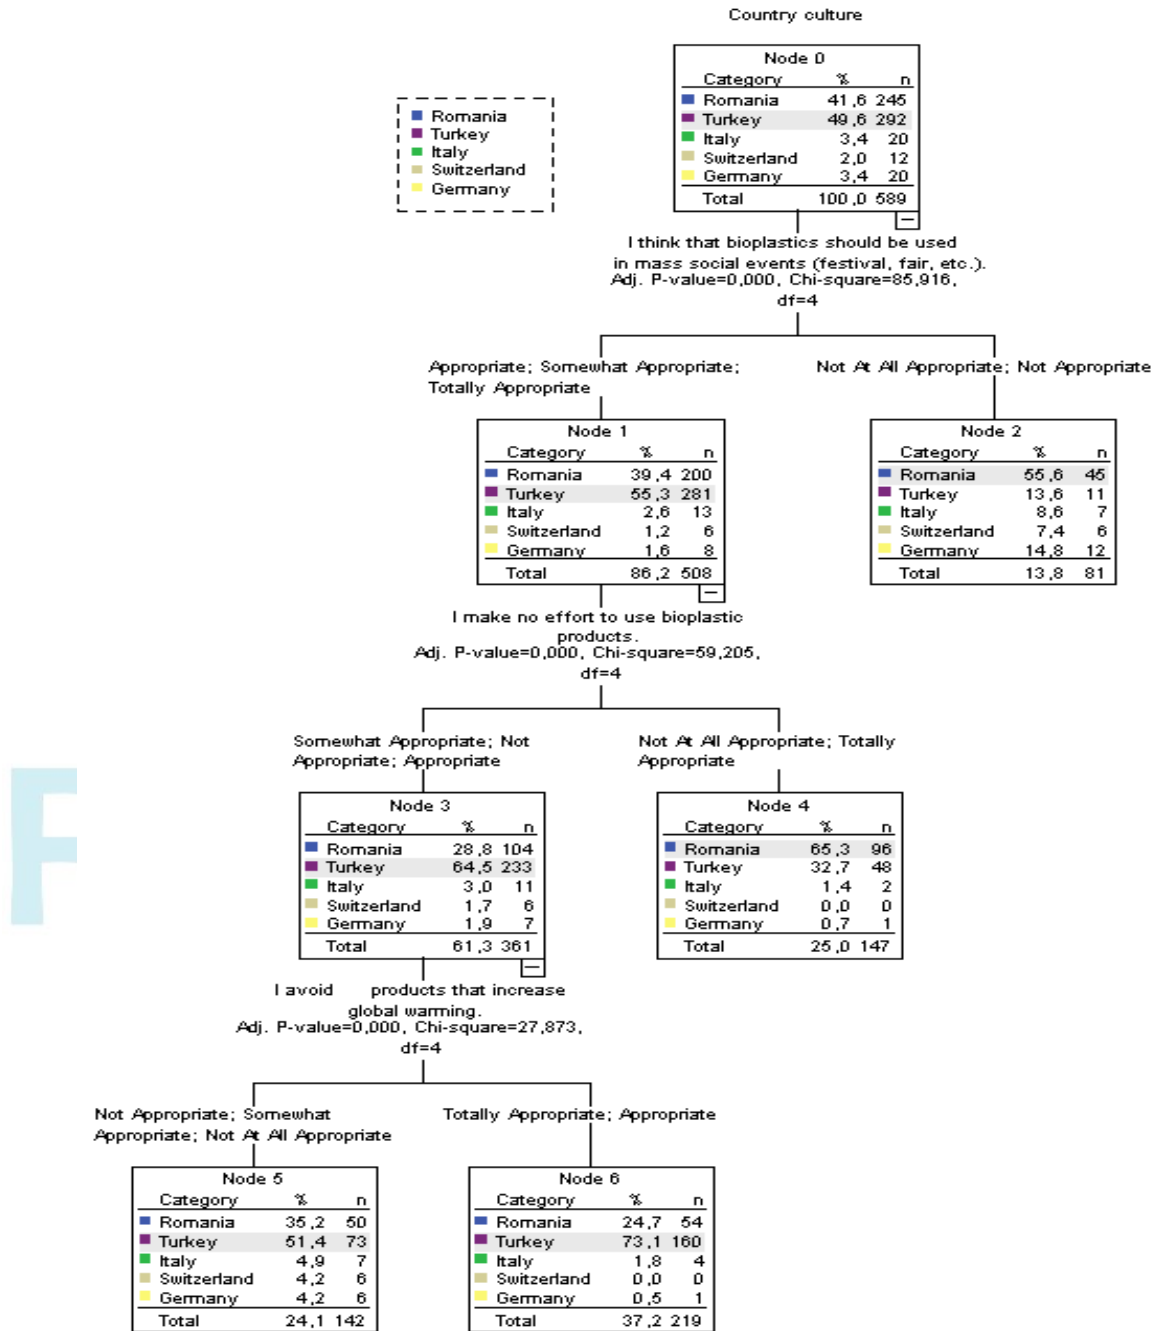 Country culture
Romania
Turkey
Italy
Switzerland
Germany
Node 0
Category % n
Romania 41,6 245
Turkey 49,6 292
Italy 3,4 20
Switzerland 2,0 12
Germany 3,4 20
Total 100,0 589
I think that bioplastics should be used
in mass social events (festival, fair, etc.).
Adj. P-value=0,000, Chi-square=85,916,
df=4
Appropriate; Somewhat Appropriate;
Totally Appropriate
Not At All Appropriate; Not Appropriate
Node 1
Category % n
Romania 39,4 200
Turkey 55,3 281
Italy 2,6 13
Switzerland 1,2 6
Germany 1,6 8
Total 86,2 508
Node 2
Category % n
Romania 55,6 45
Turkey 13,6 11
Italy 8,6 7
Switzerland 7,4 6
Germany 14,8 12
Total 13,8 81
I make no effort to use bioplastic
products.
Adj. P-value=0,000, Chi-square=59,205,
df=4
Somewhat Appropriate; Not
Appropriate; Appropriate
Not At All Appropriate; Totally
Appropriate
Node 3
Category % n
Romania 28,8 104
Turkey 64,5 233
Italy 3,0 11
Switzerland 1,7 6
Germany 1,9 7
Total 61,3 361
Node 4
Category % n
Romania 65,3 96
Turkey 32,7 48
Italy 1,4 2
Switzerland 0,0 0
Germany 0,7 1
Total 25,0 147
I avoid products that increase
global warming.
Adj. P-value=0,000, Chi-square=27,873,
df=4
Not Appropriate; Somewhat
Appropriate; Not At All Appropriate
Totally Appropriate; Appropriate
Node 5
Category % n
Romania 35,2 50
Turkey 51,4 73
Italy 4,9 7
Switzerland 4,2 6
Germany 4,2 6
Total 24,1 142
Node 6
Category % n
Romania 24,7 54
Turkey 73,1 160
Italy 1,8 4
Switzerland 0,0 0
Germany 0,5 1
Total 37,2 219